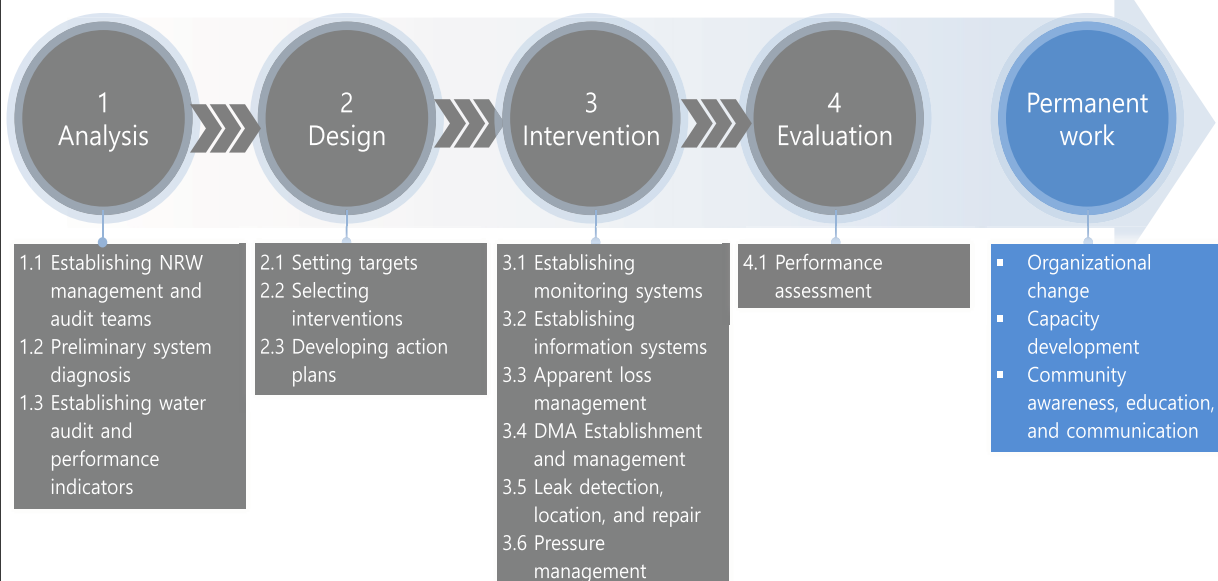 1
Analysis
2
Design
3
Intervention
4
Evaluation
Permanent
work
1.1 Establishing NRW
management and
audit teams
1.2 Preliminary system
diagnosis
1.3 Establishing water
audit and
performance
indicators
2.1 Setting targets
2.2 Selecting
interventions
2.3 Developing action
plans
3.1 Establishing
monitoring systems
3.2 Establishing
information systems
3.3 Apparent loss
management
3.4 DMA Establishment
and management
3.5 Leak detection,
location, and repair
3.6 Pressure
management
4.1 Performance
assessment
▪ Organizational
change
▪ Capacity
development
▪ Community
awareness, education,
and communication